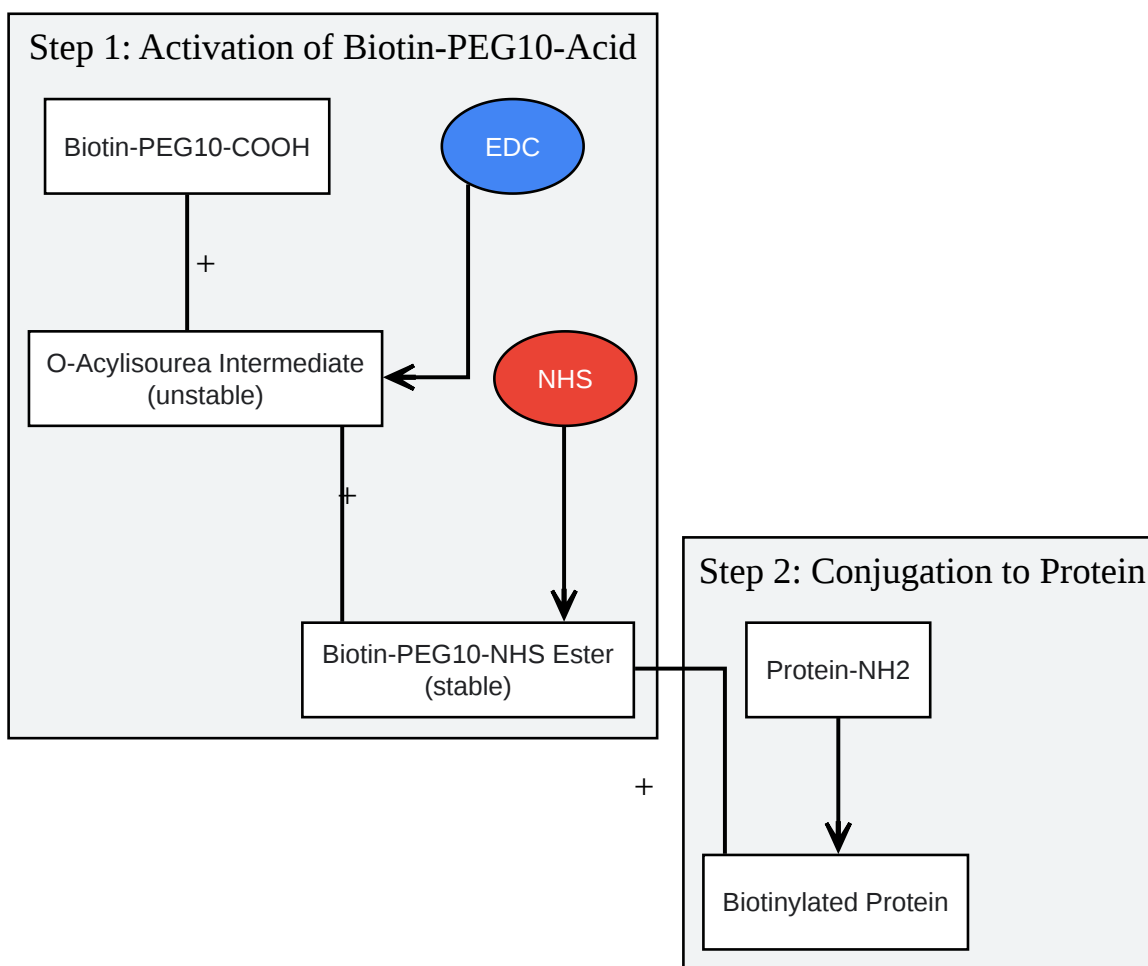 Step 1: Activation of Biotin-PEG10-Acid
Biotin-PEG10-COOH
EDC
+
O-Acylisourea Intermediate
(unstable)
NHS
+
Biotin-PEG10-NHS Ester
(stable)
+
Step 2: Conjugation to Protein
Protein-NH2
Biotinylated Protein